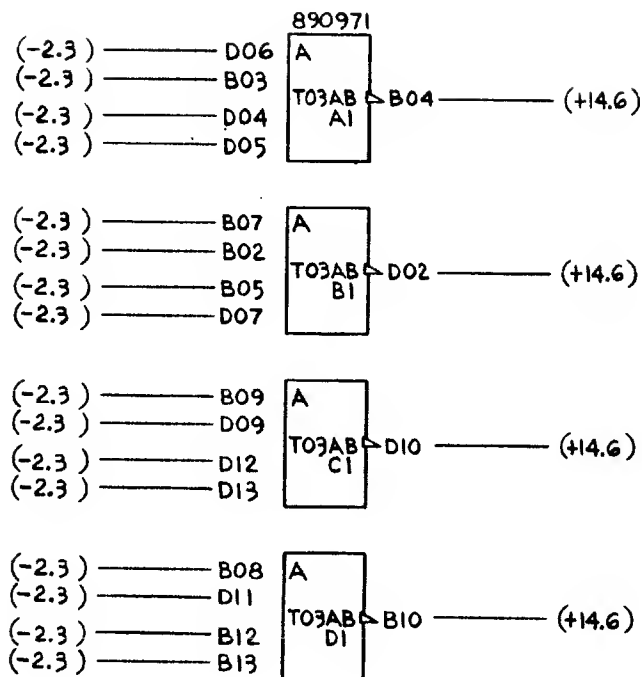 890971
(-2.3) D06 A
(-2.3) B03
T03AB B04 (+14.6)
(-2.3) D04 A1
(-2.3) D05
(-2.3) B07 A
(-2.3) B02
T03AB D02 (+14.6)
(-2.3) B05 B1
(-2.3) D07
(-2.3) B09 A
(-2.3) D09
T03AB D10 (+14.6)
(-2.3) D12 C1
(-2.3) D13
(-2.3) B08 A
(-2.3) D11
T03AB B10 (+14.6)
(-2.3) B12 D1
(-2.3) B13